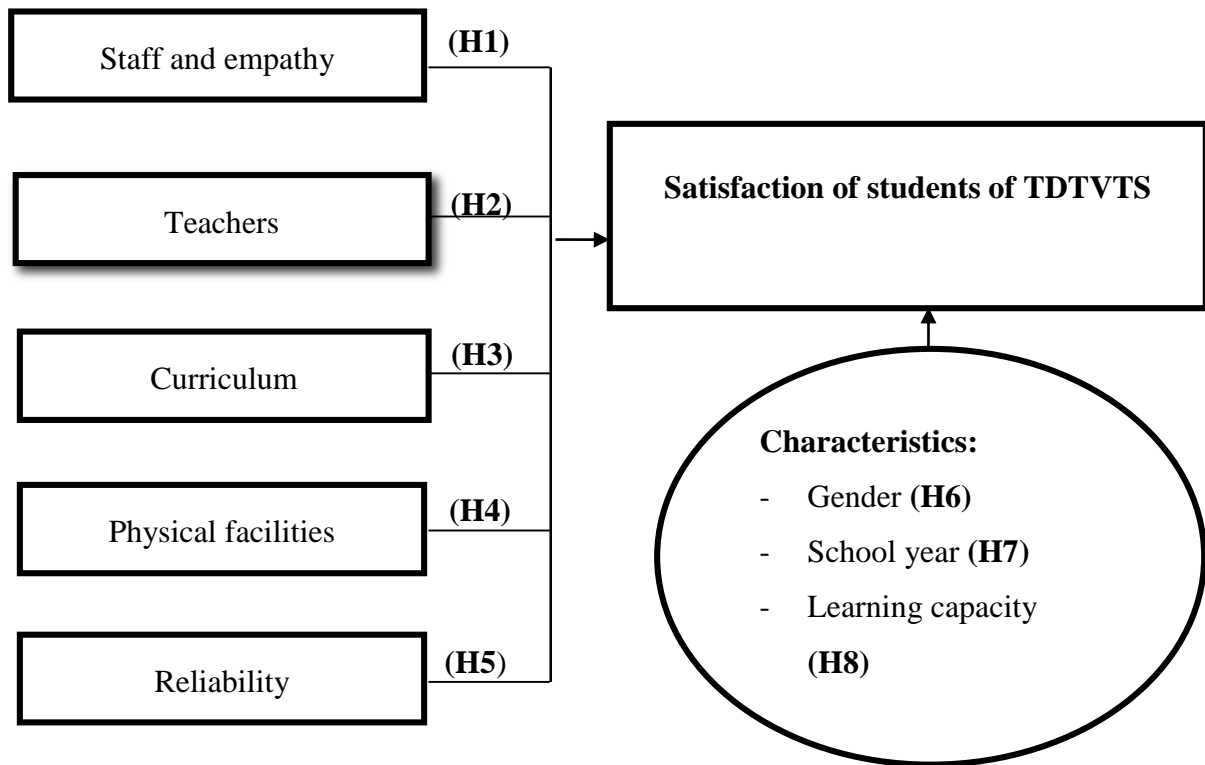 Staff and empathy
(H1)
Teachers
(H2)
Curriculum
(H3)
Physical facilities
(H4)
Reliability
(H5)
Satisfaction of students of TDTVTS
Characteristics:
- Gender (H6)
- School year (H7)
- Learning capacity
(H8)